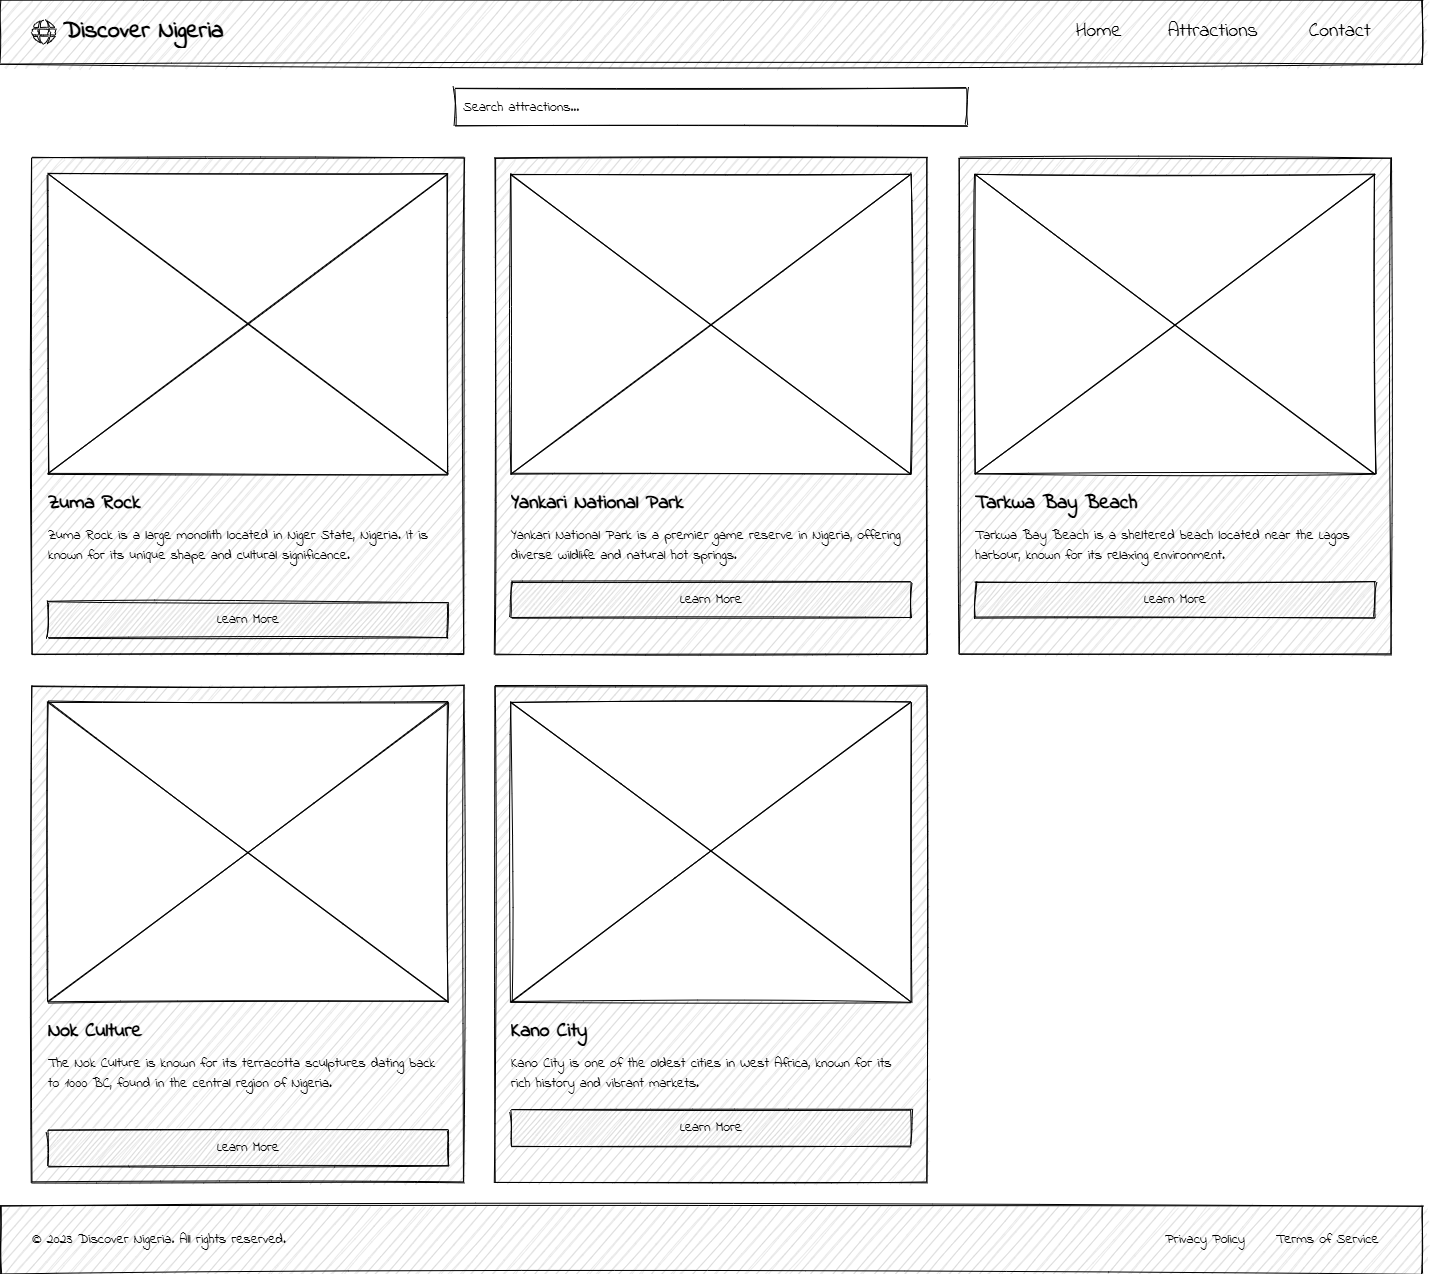 Discover Nigeria
Home
Attractions
Contact
Search attractions...
Zuma Rock
Zuma Rock is a large monolith located in Niger State, Nigeria. It is
known for its unique shape and cultural significance.
Learn More
Yankari National Park
Yankari National Park is a premier game reserve in Nigeria, offering
diverse wildlife and natural hot springs.
Learn More
Tarkwa Bay Beach
Tarkwa Bay Beach is a sheltered beach located near the Lagos
harbour, known for its relaxing environment.
Learn More
Nok Culture
The Nok Culture is known for its terracotta sculptures dating back
to 1000 BC, found in the central region of Nigeria.
Learn More
Kano City
Kano City is one of the oldest cities in West Africa, known for its
rich history and vibrant markets.
Learn More
© 2023 Discover Nigeria. All rights reserved.
Privacy Policy
Terms of Service